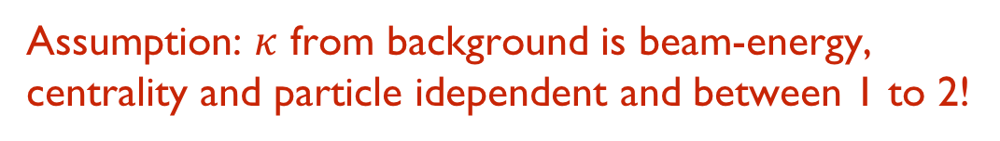 Assumption: κ from background is beam-energy,
centrality and particle idependent and between 1 to 2!